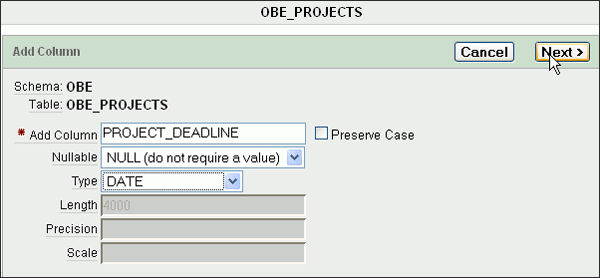 OBE_PROJECTS
Add Column Cancel Next >
Schema: OBE
Table: OBE_PROJECTS
* Add Column PROJECT_DEADLINE Preserve Case
Nullable NULL (do not require a value)
Type DATE
Length 4000
Precision
Scale